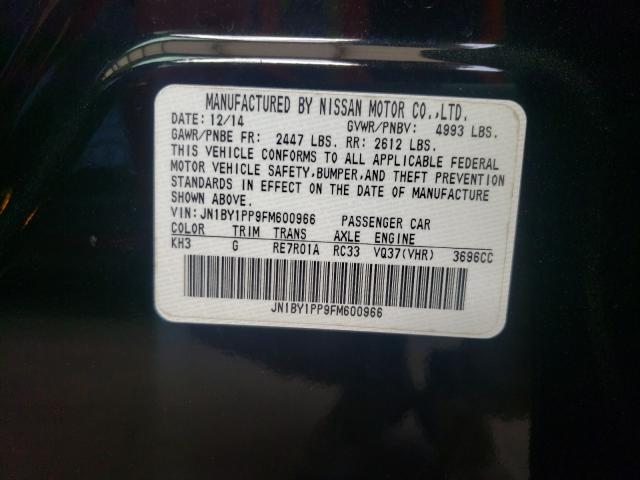 MANUFACTURED BY NISSAN MOTOR CO.,LTD.
DATE: 12/14 GVWR/PNBV: 4993 LBS.
GAWR/PNBE FR: 2447 LBS. RR: 2612 LBS.
THIS VEHICLE CONFORMS TO ALL APPLICABLE FEDERAL
MOTOR VEHICLE SAFETY,BUMPER,AND THEFT PREVENTION
STANDARDS IN EFFECT ON THE DATE OF MANUFACTURE
SHOWN ABOVE.
VIN: JN1BY1PP9FM600966 PASSENGER CAR
COLOR TRIM TRANS AXLE ENGINE
KH3 G RE7R01A RC33 VQ37(VHR) 3696CC
JN1BY1PP9FM600966